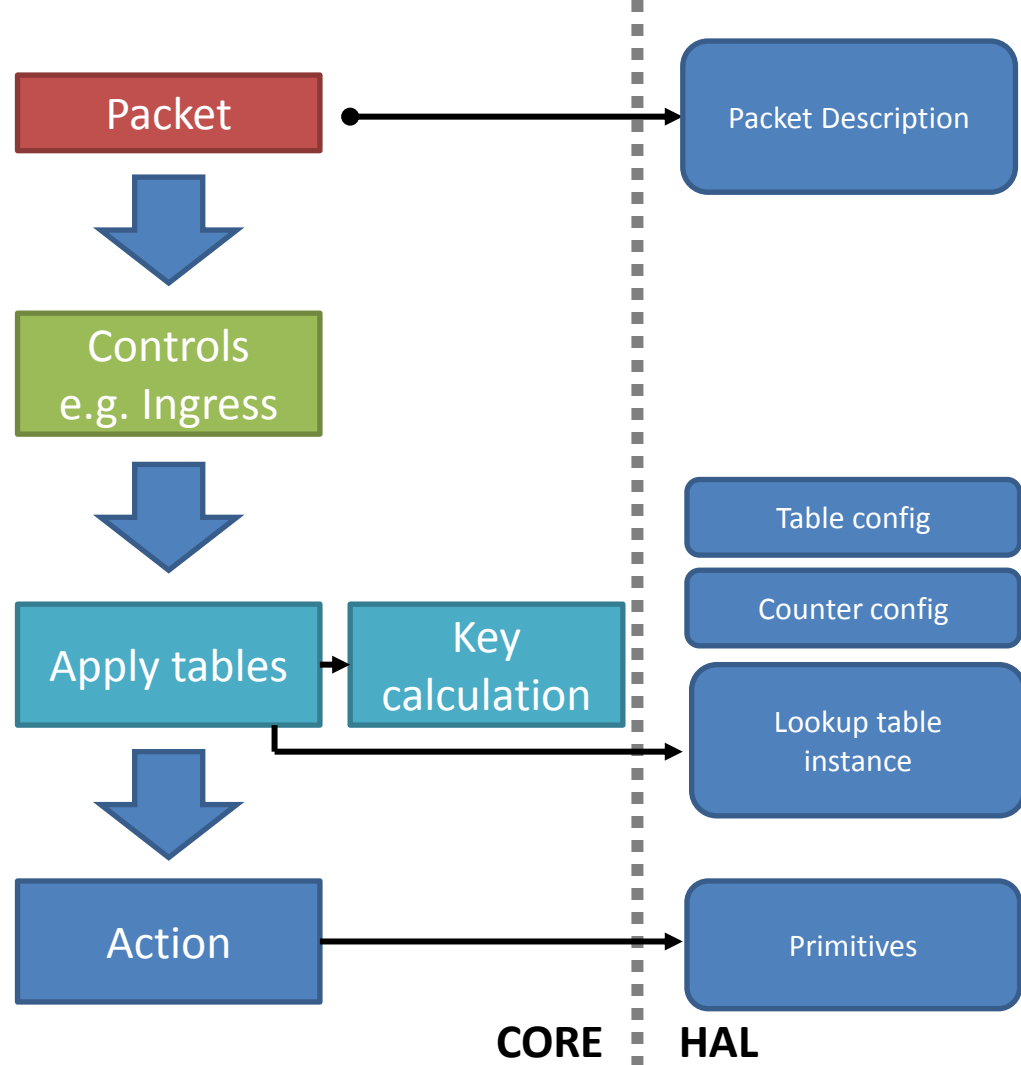 Packet
Packet Description
Controls
e.g. Ingress
Table config
Counter config
Apply tables
Key
calculation
Lookup table
instance
Action
Primitives
CORE
HAL